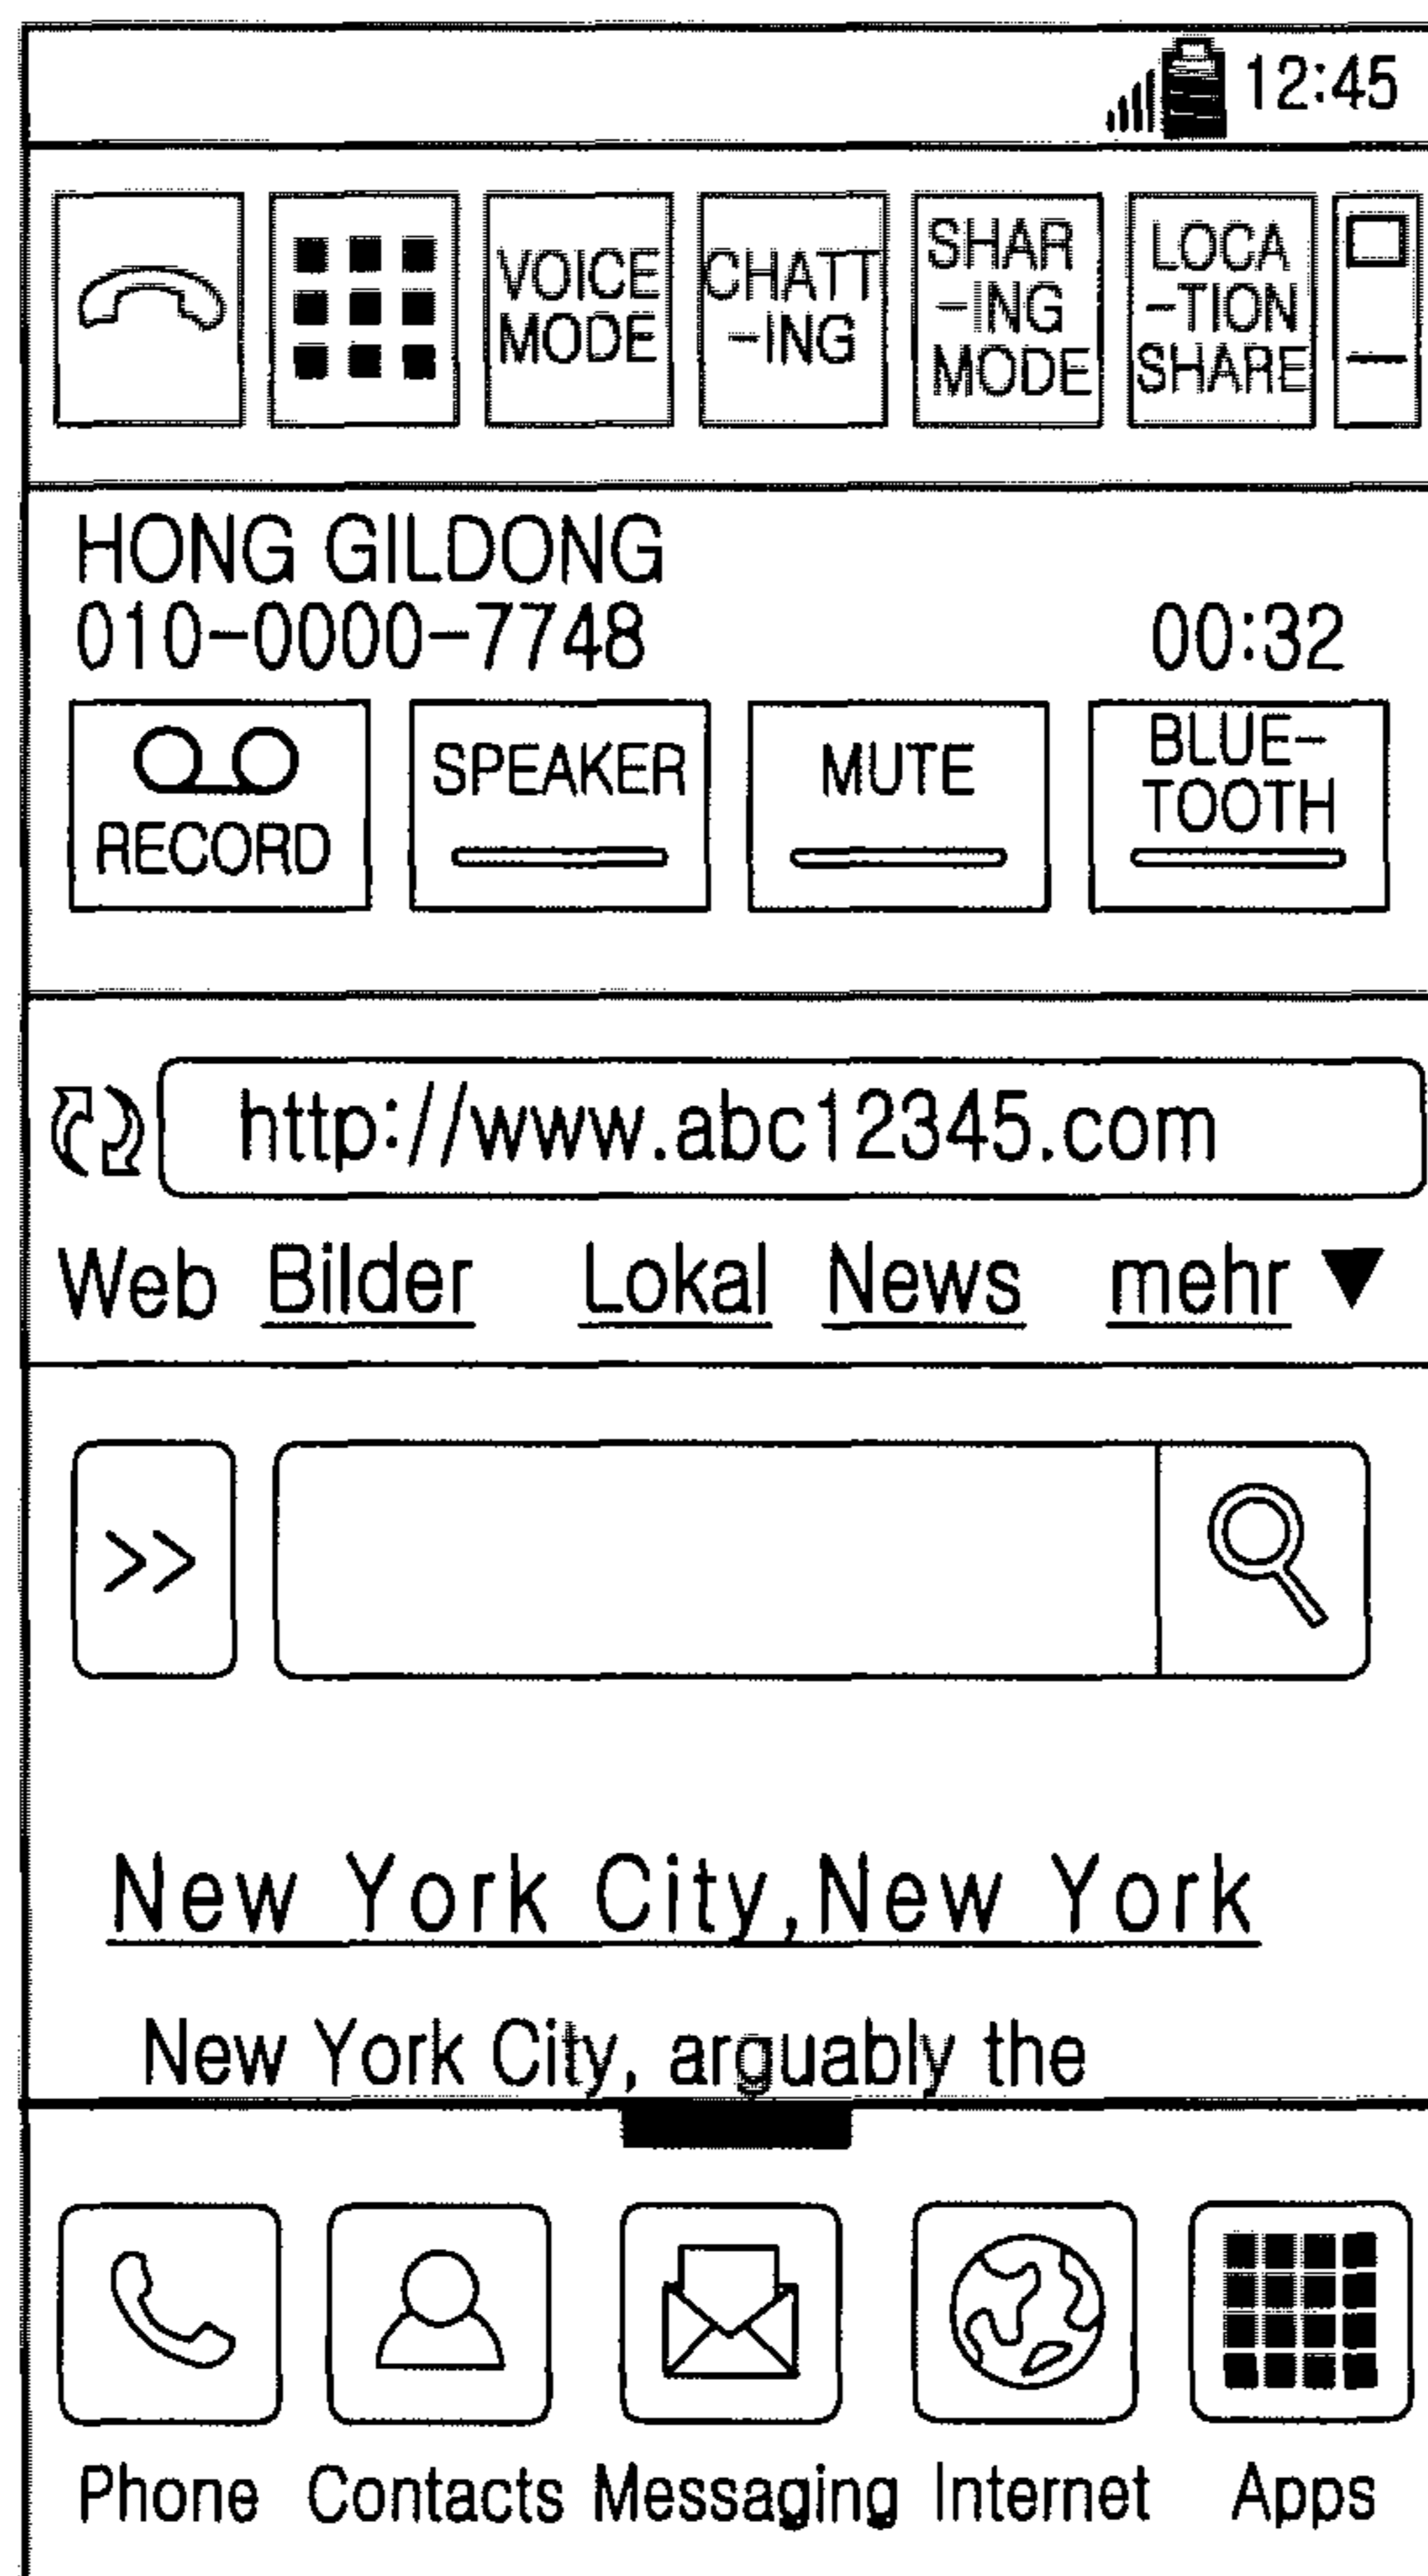 12:45
VOICE
MODE
CHATT
-ING
SHAR
-ING
MODE
LOCA
-TION
SHARE
HONG GILDONG
010-0000-7748
00:32
RECORD
SPEAKER
MUTE
BLUE-
TOOTH
http://www.abc12345.com
Web Bilder Lokal News mehr ▼
>>
New York City,New York
New York City, arguably the
Phone Contacts Messaging Internet Apps